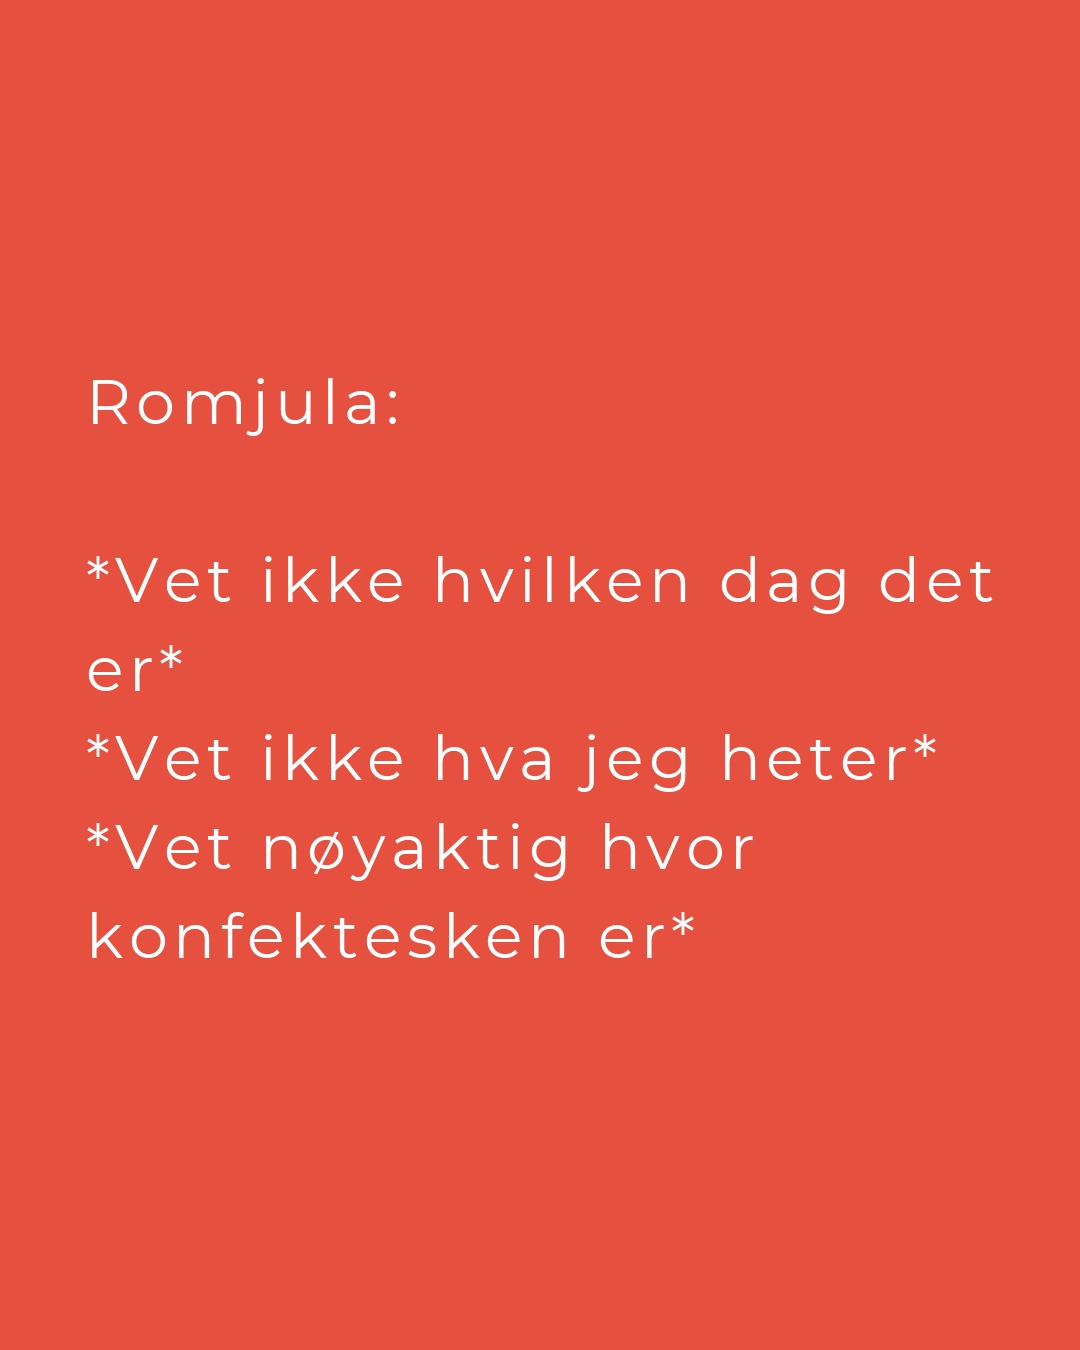 Romjula:
*Vet ikke hvilken dag det
er*
*Vet ikke hva jeg heter*
*Vet nøyaktig hvor
konfektesken er*